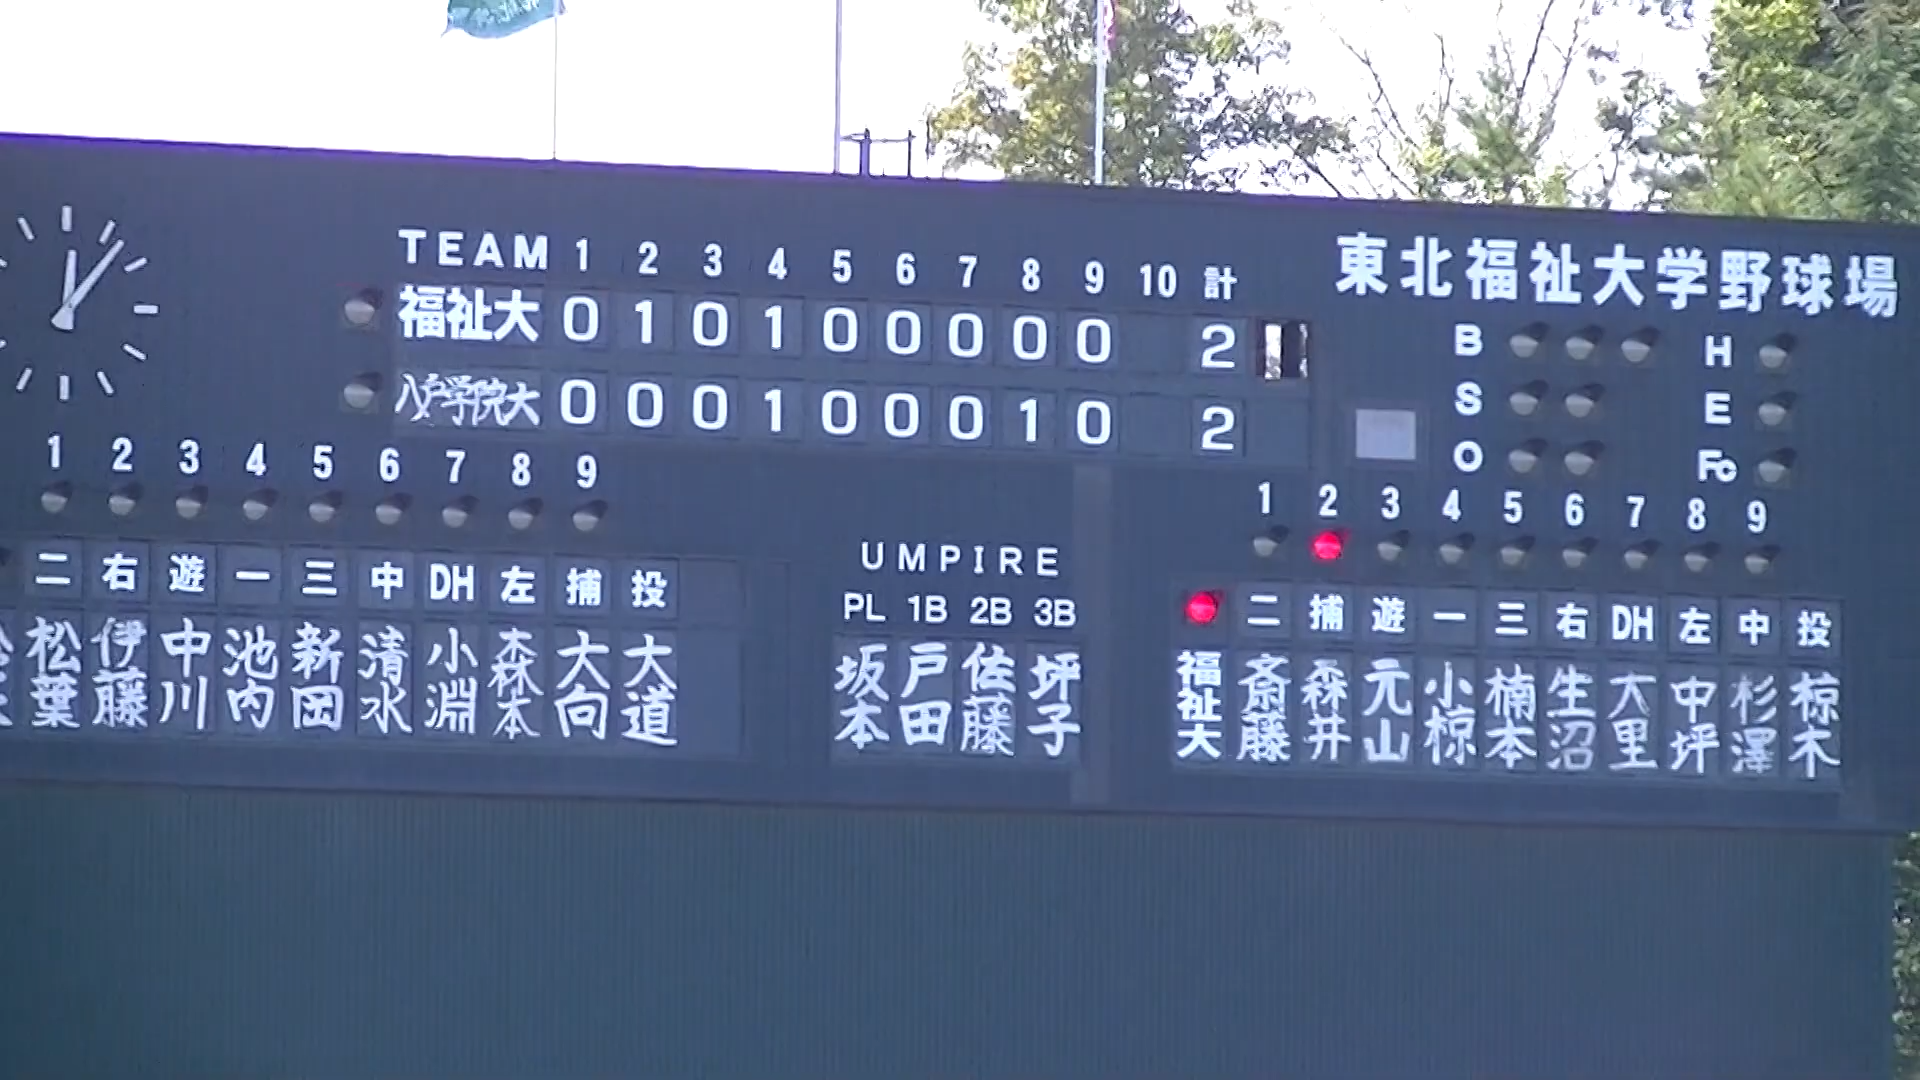 TEAM 1 2 3 4 5 6 7 8 9 10 計
福祉大 0 1 0 1 0 0 0 0 0 2
八戸学院大 0 0 0 1 0 0 0 1 0 2
東北福祉大学野球場
B H
S E
O Fc
1 2 3 4 5 6 7 8 9
二 右 遊 一 三 中 DH 左 捕 投
松葉 伊藤 中川 池内 新岡 清水 小淵 森本 大向 大道
UMPIRE
PL 1B 2B 3B
坂本 戸田 佐藤 坪子
1 2 3 4 5 6 7 8 9
二 捕 遊 一 三 右 DH 左 中 投
福祉大 斎藤 森井 元山 小椋 楠本 生沼 大里 中坪 杉澤 椋木